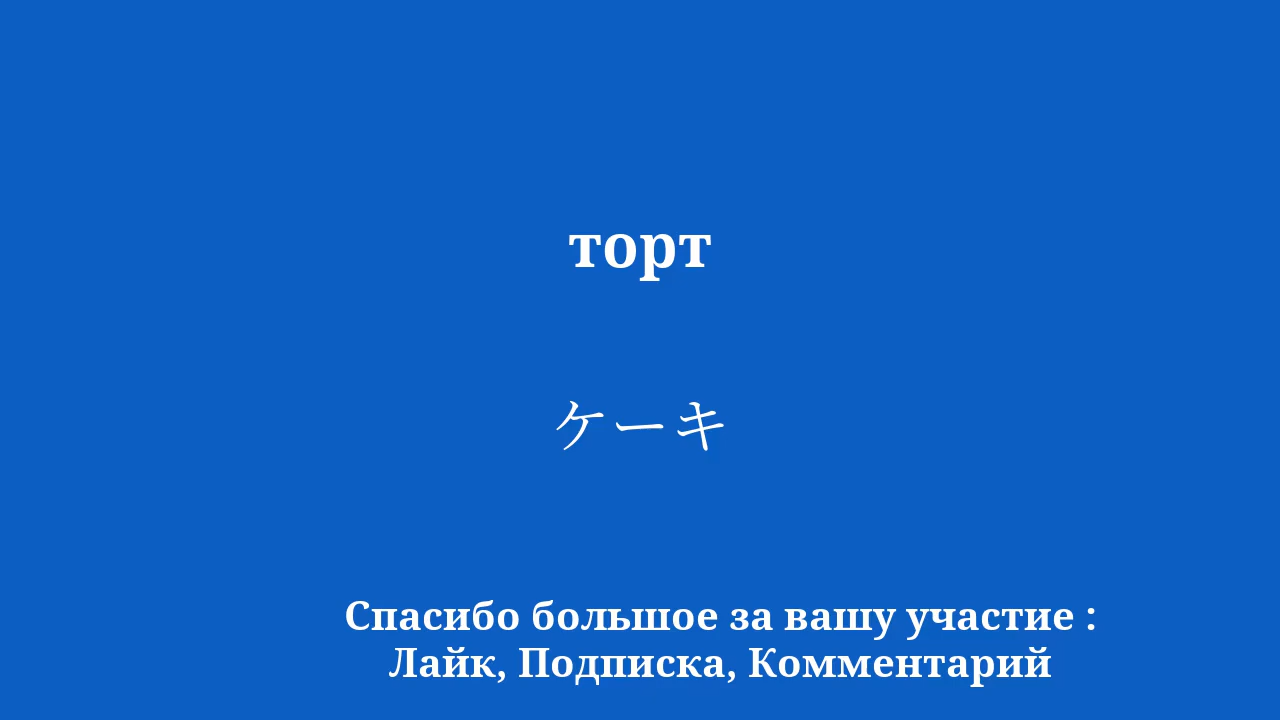 торт
ケーキ
Спасибо большое за вашу участие :
Лайк, Подписка, Комментарий